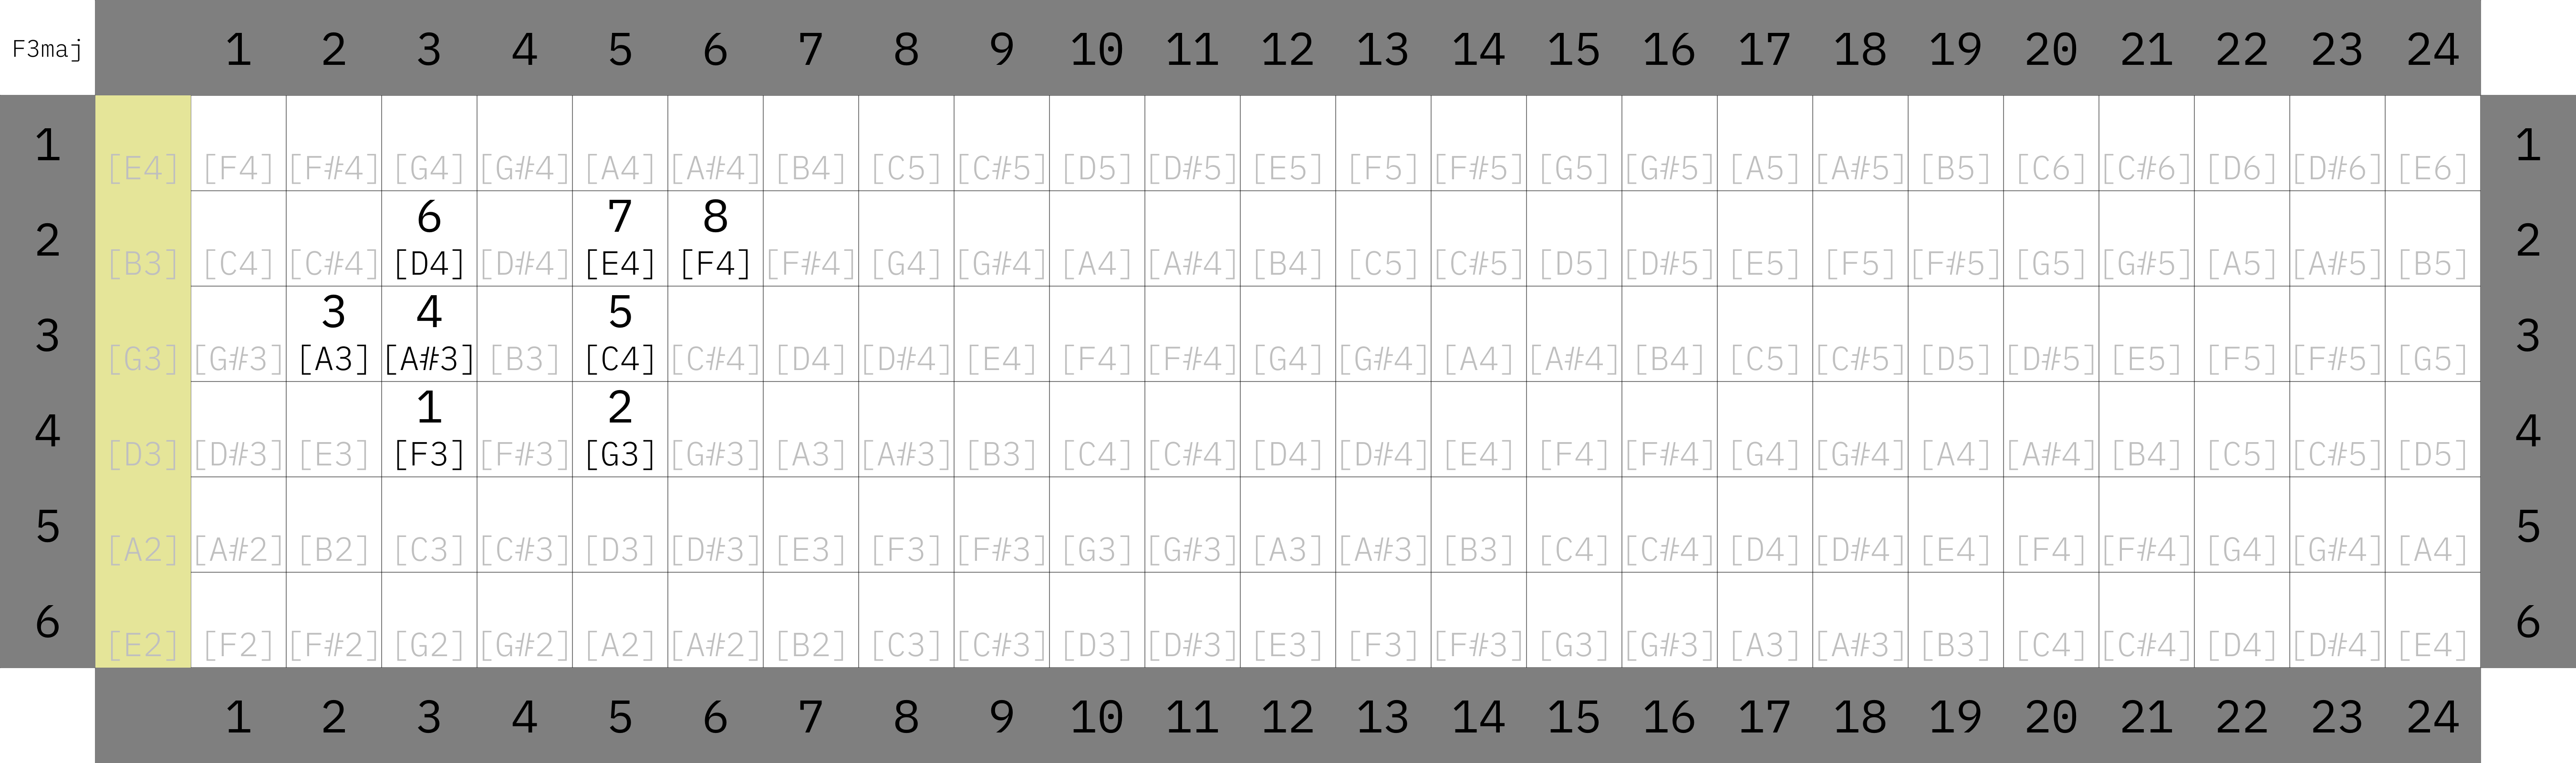 F3maj 1 2 3 4 5 6 7 8 9 10 11 12 13 14 15 16 17 18 19 20 21 22 23 24
1 [E4] [F4] [F#4] [G4] [G#4] [A4] [A#4] [B4] [C5] [C#5] [D5] [D#5] [E5] [F5] [F#5] [G5] [G#5] [A5] [A#5] [B5] [C6] [C#6] [D6] [D#6] [E6] 1
6 7 8
2 [B3] [C4] [C#4] [D4] [D#4] [E4] [F4] [F#4] [G4] [G#4] [A4] [A#4] [B4] [C5] [C#5] [D5] [D#5] [E5] [F5] [F#5] [G5] [G#5] [A5] [A#5] [B5] 2
3 4 5
3 [G3] [G#3] [A3] [A#3] [B3] [C4] [C#4] [D4] [D#4] [E4] [F4] [F#4] [G4] [G#4] [A4] [A#4] [B4] [C5] [C#5] [D5] [D#5] [E5] [F5] [F#5] [G5] 3
1 2
4 [D3] [D#3] [E3] [F3] [F#3] [G3] [G#3] [A3] [A#3] [B3] [C4] [C#4] [D4] [D#4] [E4] [F4] [F#4] [G4] [G#4] [A4] [A#4] [B4] [C5] [C#5] [D5] 4
5 [A2] [A#2] [B2] [C3] [C#3] [D3] [D#3] [E3] [F3] [F#3] [G3] [G#3] [A3] [A#3] [B3] [C4] [C#4] [D4] [D#4] [E4] [F4] [F#4] [G4] [G#4] [A4] 5
6 [E2] [F2] [F#2] [G2] [G#2] [A2] [A#2] [B2] [C3] [C#3] [D3] [D#3] [E3] [F3] [F#3] [G3] [G#3] [A3] [A#3] [B3] [C4] [C#4] [D4] [D#4] [E4] 6
1 2 3 4 5 6 7 8 9 10 11 12 13 14 15 16 17 18 19 20 21 22 23 24